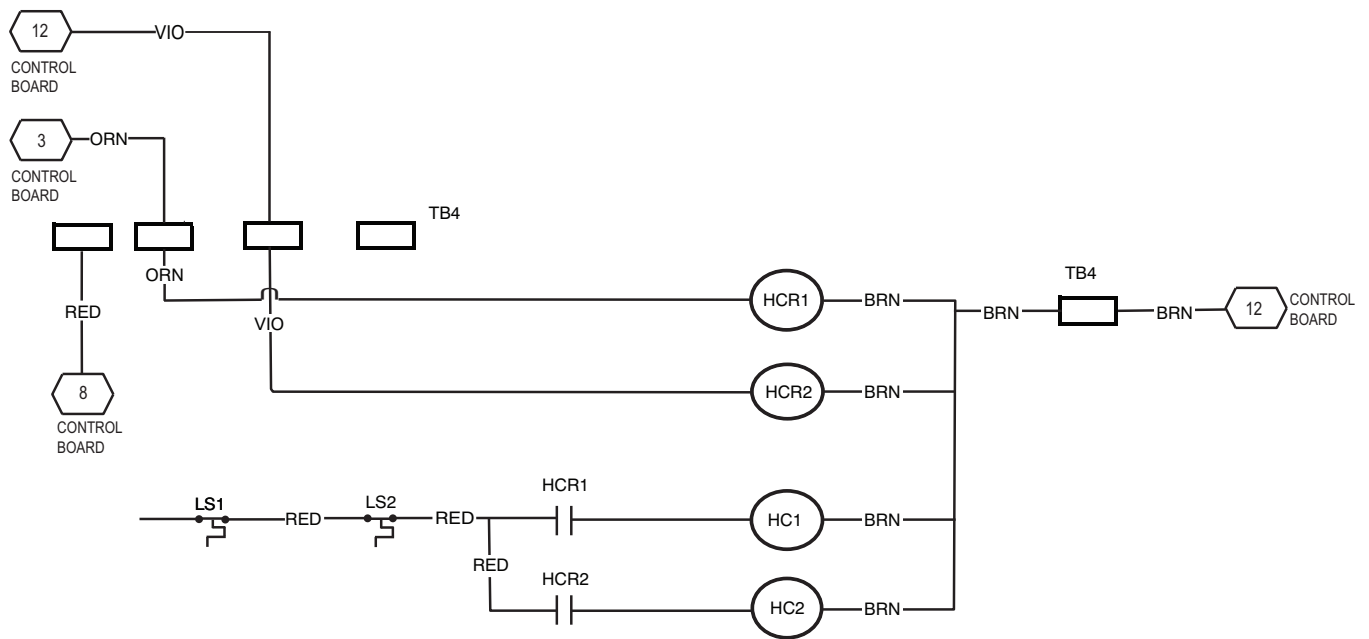 12
VIO
CONTROL
BOARD
3
ORN
CONTROL
BOARD
TB4
ORN
RED
VIO
HCR1
BRN
BRN
TB4
BRN
12
CONTROL
BOARD
8
CONTROL
BOARD
HCR2
BRN
LS1
RED
LS2
RED
HCR1
HC1
BRN
RED
HCR2
HC2
BRN